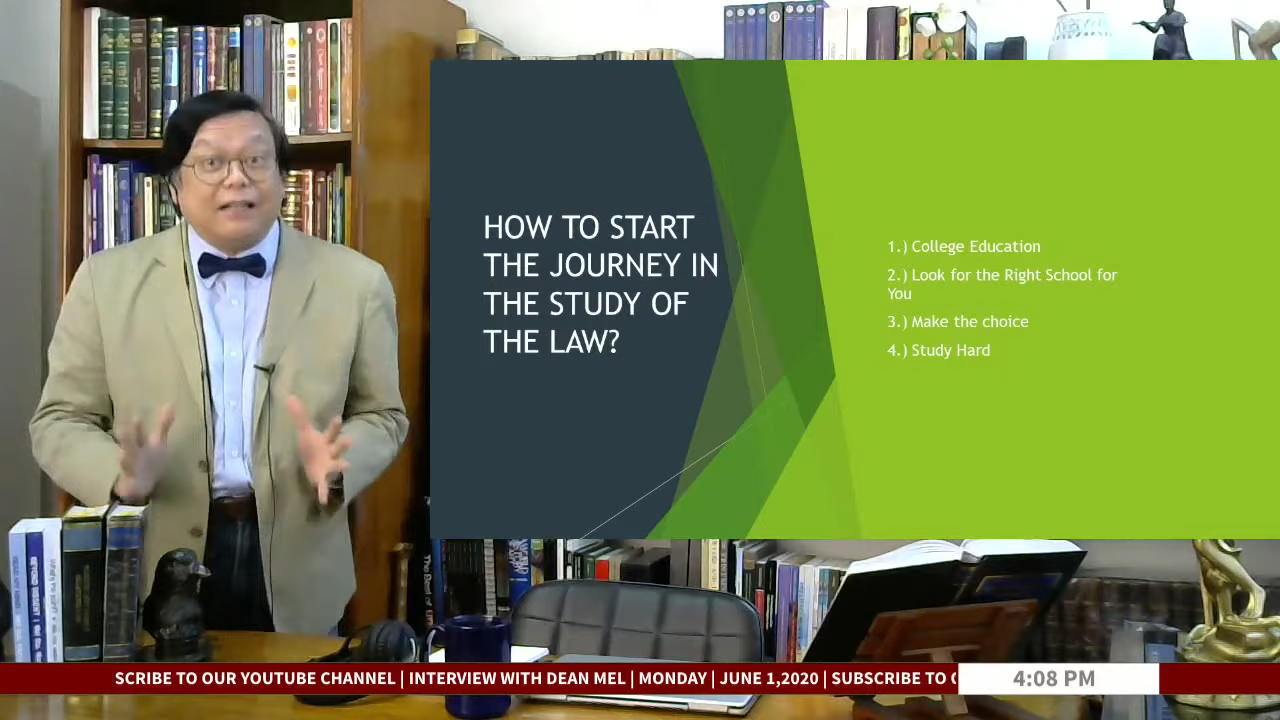 HOW TO START
THE JOURNEY IN
THE STUDY OF
THE LAW?
1.) College Education
2.) Look for the Right School for
You
3.) Make the choice
4.) Study Hard
SCRIBE TO OUR YOUTUBE CHANNEL | INTERVIEW WITH DEAN MEL | MONDAY | JUNE 1,2020 | SUBSCRIBE TO
4:08 PM